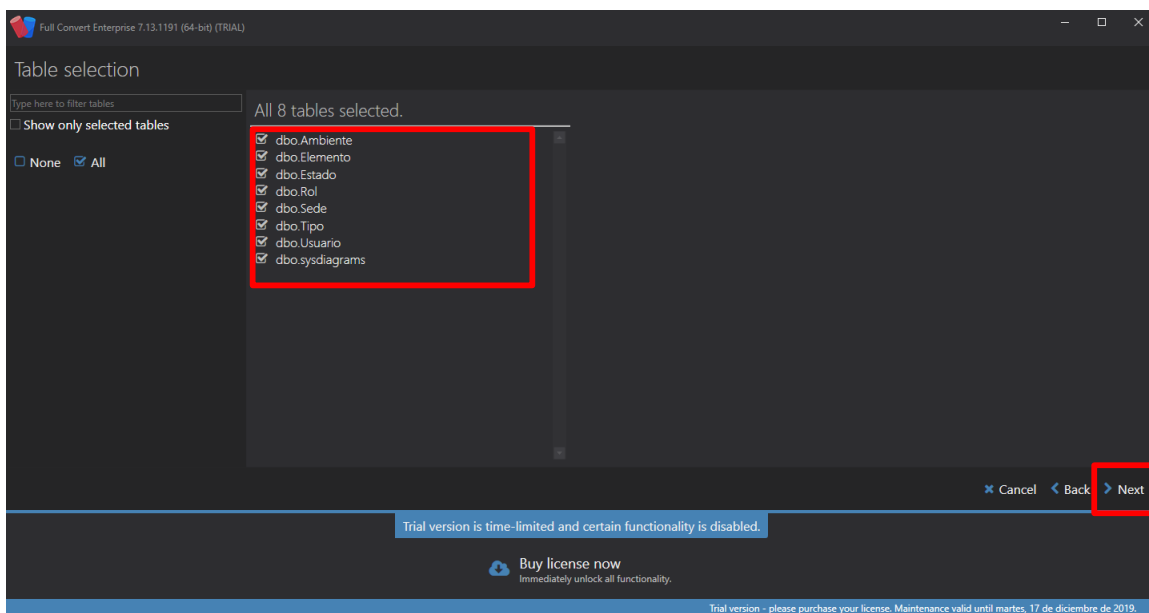 Full Convert Enterprise 7.13.1191 (64-bit) (TRIAL)
Table selection
Type here to filter tables
Show only selected tables
None All
All 8 tables selected.
dbo.Ambiente
dbo.Elemento
dbo.Estado
dbo.Rol
dbo.Sede
dbo.Tipo
dbo.Usuario
dbo.sysdiagrams
Cancel Back Next
Trial version is time-limited and certain functionality is disabled.
Buy license now
Immediately unlock all functionality.
Trial version - please purchase your license. Maintenance valid until martes, 17 de diciembre de 2019.